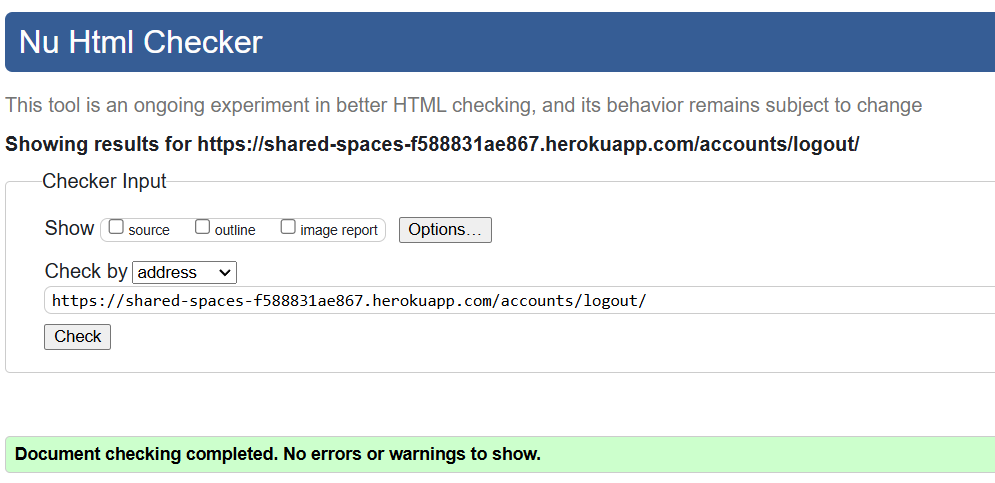 Nu Html Checker
This tool is an ongoing experiment in better HTML checking, and its behavior remains subject to change
Showing results for https://shared-spaces-f588831ae867.herokuapp.com/accounts/logout/
Checker Input
Show source outline image report Options...
Check by address
https://shared-spaces-f588831ae867.herokuapp.com/accounts/logout/
Check
Document checking completed. No errors or warnings to show.